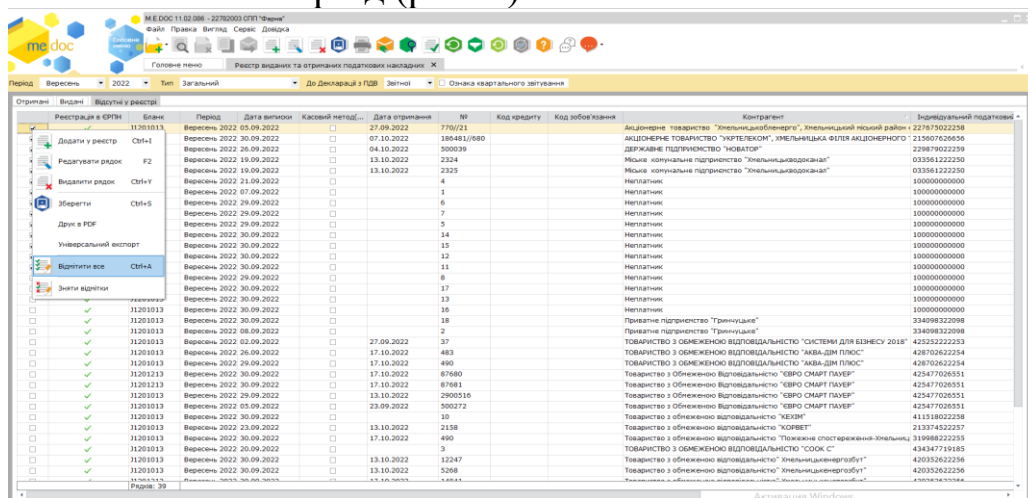 M.E.DOC 11.02.086 - 22782003 СПП "Фарма"
Файл Правка Вигляд Сервіс Довідка
me doc
Головне меню Реєстр виданих та отриманих податкових накладних ✕
Період Вересень 2022 Тип Загальний До Декларації з ПДВ Звітної Ознака квартального звітування
Отримані Видані Відсутні у реєстрі
Реєстрація в ЄРПН Бланк Період Дата виписки Касовий метод(... Дата отримання № Код кредиту Код зобов'язання Контрагент Індивідуальний податковий
J1201013 Вересень 2022 05.09.2022 27.09.2022 770//21 Акціонерне товариство "Хмельницькобленерго", Хмельницький міський район 227875022258
Додати у реєстр Ctrl+I
Вересень 2022 30.09.2022 07.10.2022 186481//680 АКЦІОНЕРНЕ ТОВАРИСТВО "УКРТЕЛЕКОМ", ХМЕЛЬНИЦЬКА ФІЛІЯ АКЦІОНЕРНОГО 215607626656
Вересень 2022 26.09.2022 04.10.2022 500039 ДЕРЖАВНЕ ПІДПРИЄМСТВО "НОВАТОР" 229879022259
Редагувати рядок F2
Вересень 2022 19.09.2022 13.10.2022 2324 Міське комунальне підприємство "Хмельницькводоканал" 033561222250
Вересень 2022 19.09.2022 13.10.2022 2325 Міське комунальне підприємство "Хмельницькводоканал" 033561222250
Видалити рядок Ctrl+Y
Вересень 2022 21.09.2022 4 Неплатник 100000000000
Вересень 2022 07.09.2022 1 Неплатник 100000000000
Зберегти Ctrl+S
Вересень 2022 29.09.2022 6 Неплатник 100000000000
Вересень 2022 29.09.2022 7 Неплатник 100000000000
Друк в PDF
Вересень 2022 29.09.2022 5 Неплатник 100000000000
Вересень 2022 30.09.2022 14 Неплатник 100000000000
Універсальний експорт
Вересень 2022 30.09.2022 15 Неплатник 100000000000
Вересень 2022 30.09.2022 12 Неплатник 100000000000
Відмітити все Ctrl+A
Вересень 2022 30.09.2022 11 Неплатник 100000000000
Вересень 2022 29.09.2022 8 Неплатник 100000000000
Зняти відмітки
Вересень 2022 30.09.2022 17 Неплатник 100000000000
J1201013 Вересень 2022 30.09.2022 13 Неплатник 100000000000
J1201013 Вересень 2022 30.09.2022 16 Неплатник 100000000000
J1201013 Вересень 2022 30.09.2022 18 Приватне підприємство "Гринчуцьке" 334098322098
J1201013 Вересень 2022 08.09.2022 2 Приватне підприємство "Гринчуцьке" 334098322098
J1201013 Вересень 2022 02.09.2022 27.09.2022 37 ТОВАРИСТВО З ОБМЕЖЕНОЮ ВІДПОВІДАЛЬНІСТЮ "СИСТЕМИ ДЛЯ БІЗНЕСУ 2018" 425252222253
J1201013 Вересень 2022 26.09.2022 17.10.2022 483 ТОВАРИСТВО З ОБМЕЖЕНОЮ ВІДПОВІДАЛЬНІСТЮ "АКВА-ДІМ ПЛЮС" 428702622254
J1201013 Вересень 2022 29.09.2022 17.10.2022 490 ТОВАРИСТВО З ОБМЕЖЕНОЮ ВІДПОВІДАЛЬНІСТЮ "АКВА-ДІМ ПЛЮС" 428702622254
J1201213 Вересень 2022 30.09.2022 17.10.2022 87680 Товариство з Обмеженою Відповідальністю "ЄВРО СМАРТ ПАУЕР" 425477026551
J1201213 Вересень 2022 30.09.2022 17.10.2022 87681 Товариство з Обмеженою Відповідальністю "ЄВРО СМАРТ ПАУЕР" 425477026551
J1201013 Вересень 2022 29.09.2022 13.10.2022 2900516 Товариство з Обмеженою Відповідальністю "ЄВРО СМАРТ ПАУЕР" 425477026551
J1201013 Вересень 2022 05.09.2022 23.09.2022 500272 Товариство з Обмеженою Відповідальністю "ЄВРО СМАРТ ПАУЕР" 425477026551
J1201013 Вересень 2022 30.09.2022 10 Товариство з обмеженою відповідальністю "КЕХІМ" 411518022258
J1201013 Вересень 2022 23.09.2022 13.10.2022 2158 Товариство з обмеженою відповідальністю "КОРВЕТ" 213374522257
J1201013 Вересень 2022 30.09.2022 17.10.2022 490 Товариство з обмеженою відповідальністю "Пожежне спостереження-Хмельниц 319988222255
J1201013 Вересень 2022 20.09.2022 3 ТОВАРИСТВО З ОБМЕЖЕНОЮ ВІДПОВІДАЛЬНІСТЮ "СООК С" 434347719185
J1201013 Вересень 2022 30.09.2022 13.10.2022 12247 Товариство з обмеженою відповідальністю" Хмельницькенергозбут" 420352622256
J1201013 Вересень 2022 30.09.2022 13.10.2022 5268 Товариство з обмеженою відповідальністю" Хмельницькенергозбут" 420352622256
Рядків: 39
Активация Windows